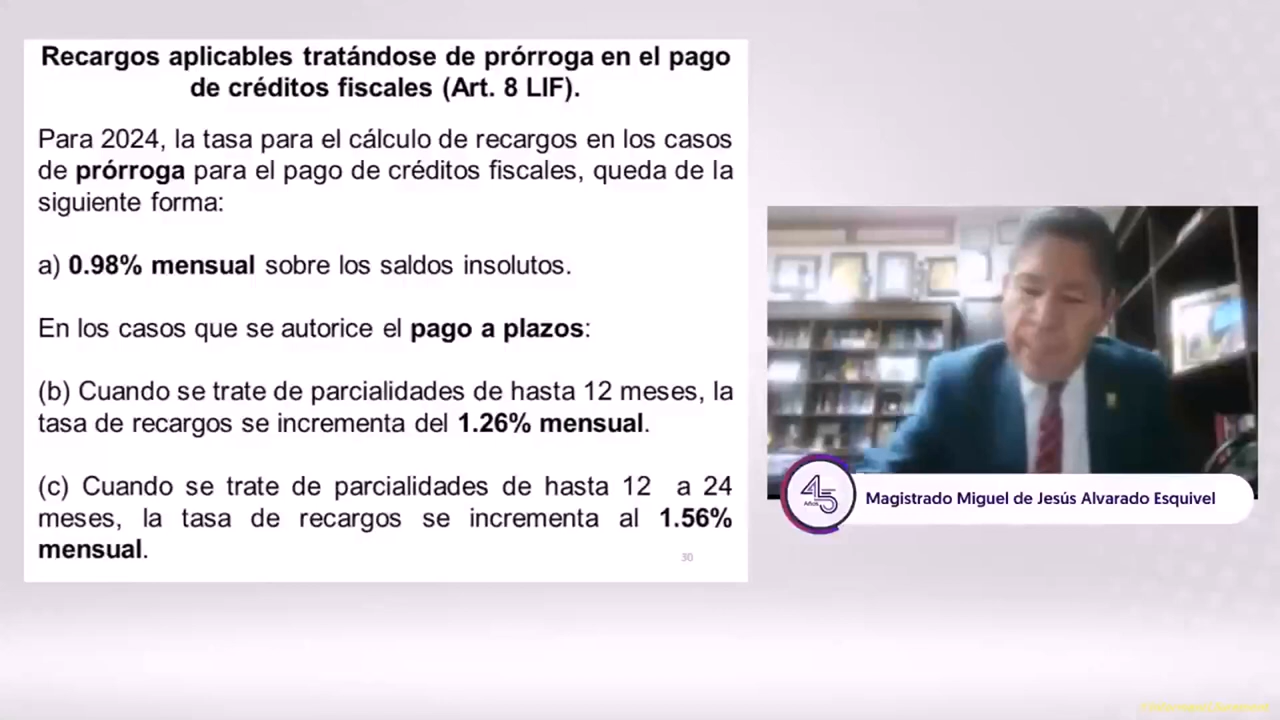 Recargos aplicables tratándose de prórroga en el pago
de créditos fiscales (Art. 8 LIF).
Para 2024, la tasa para el cálculo de recargos en los casos
de prórroga para el pago de créditos fiscales, queda de la
siguiente forma:
a) 0.98% mensual sobre los saldos insolutos.
En los casos que se autorice el pago a plazos:
(b) Cuando se trate de parcialidades de hasta 12 meses, la
tasa de recargos se incrementa del 1.26% mensual.
(c) Cuando se trate de parcialidades de hasta 12 a 24
meses, la tasa de recargos se incrementa al 1.56%
mensual.
30
45
Años
Magistrado Miguel de Jesús Alvarado Esquivel